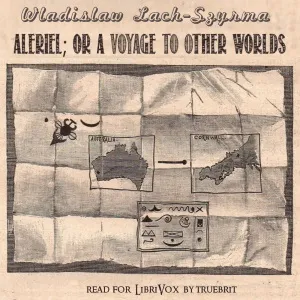 Wladislaw Lach-Szyrma
ALERIEL; OR A VOYAGE TO OTHER WORLDS
AUSTRALIA
CORNWALL
READ FOR LIBRIVOX BY TRUEBRIT